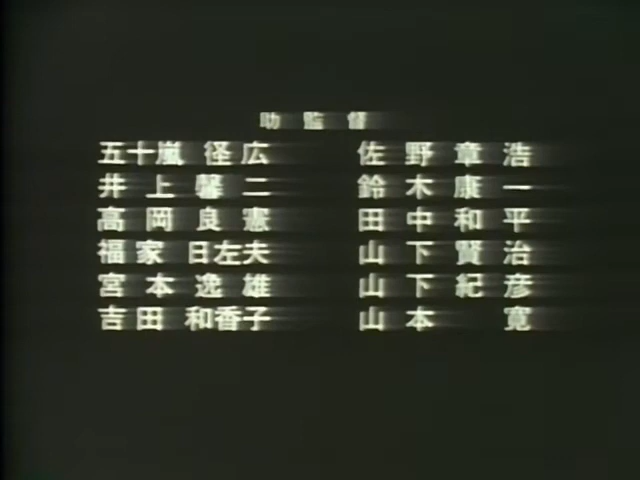 助監督
五十嵐 径広 佐野章浩
井上馨二 鈴木康一
高岡良憲 田中和平
福家 日左夫 山下賢治
宮本逸雄 山下紀彦
吉田 和香子 山本 寛